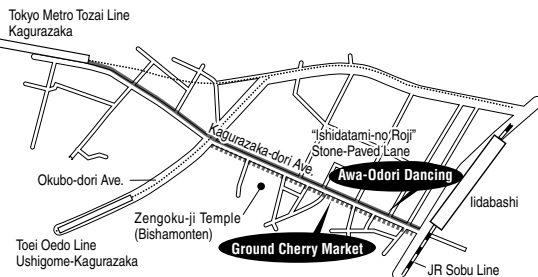 Tokyo Metro Tozai Line
Kagurazaka
Kagurazaka-dori Ave.
"Ishidatami-no Roji"
Stone-Paved Lane
Awa-Odori Dancing
Okubo-dori Ave.
Iidabashi
Zengoku-ji Temple
(Bishamonten)
Ground Cherry Market
Toei Oedo Line
Ushigome-Kagurazaka
JR Sobu Line